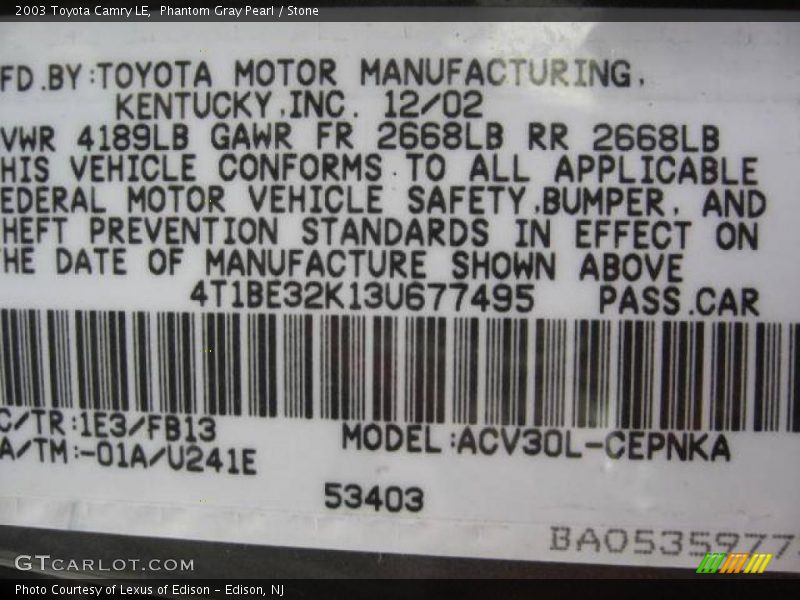 2003 Toyota Camry LE, Phantom Gray Pearl / Stone
FD.BY:TOYOTA MOTOR MANUFACTURING,
KENTUCKY,INC. 12/02
VWR 4189LB GAWR FR 2668LB RR 2668LB
HIS VEHICLE CONFORMS TO ALL APPLICABLE
EDERAL MOTOR VEHICLE SAFETY,BUMPER, AND
HEFT PREVENTION STANDARDS IN EFFECT ON
HE DATE OF MANUFACTURE SHOWN ABOVE
4T1BE32K13U677495 PASS.CAR
C/TR:1E3/FB13
A/TM:-01A/U241E
MODEL:ACV30L-CEPNKA
53403
BA0535977
GTCARLOT.COM
Photo Courtesy of Lexus of Edison - Edison, NJ